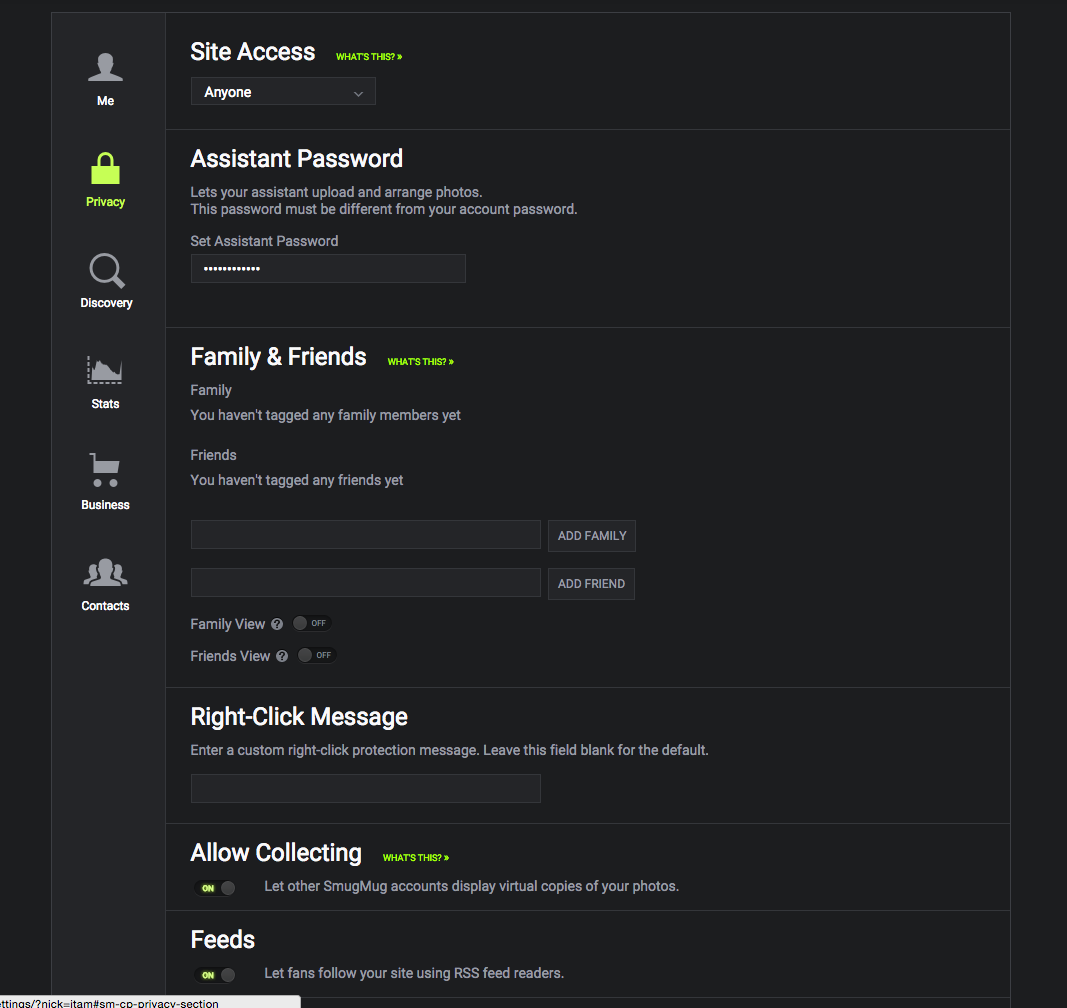 Me
Privacy
Discovery
Stats
Business
Contacts
Site Access WHAT'S THIS? »
Anyone
Assistant Password
Lets your assistant upload and arrange photos.
This password must be different from your account password.
Set Assistant Password
••••••••••••
Family & Friends WHAT'S THIS? »
Family
You haven't tagged any family members yet
Friends
You haven't tagged any friends yet
ADD FAMILY
ADD FRIEND
Family View ? OFF
Friends View ? OFF
Right-Click Message
Enter a custom right-click protection message. Leave this field blank for the default.
Allow Collecting WHAT'S THIS? »
ON Let other SmugMug accounts display virtual copies of your photos.
Feeds
ON Let fans follow your site using RSS feed readers.
ettings/?nick=itam#sm-cp-privacy-section